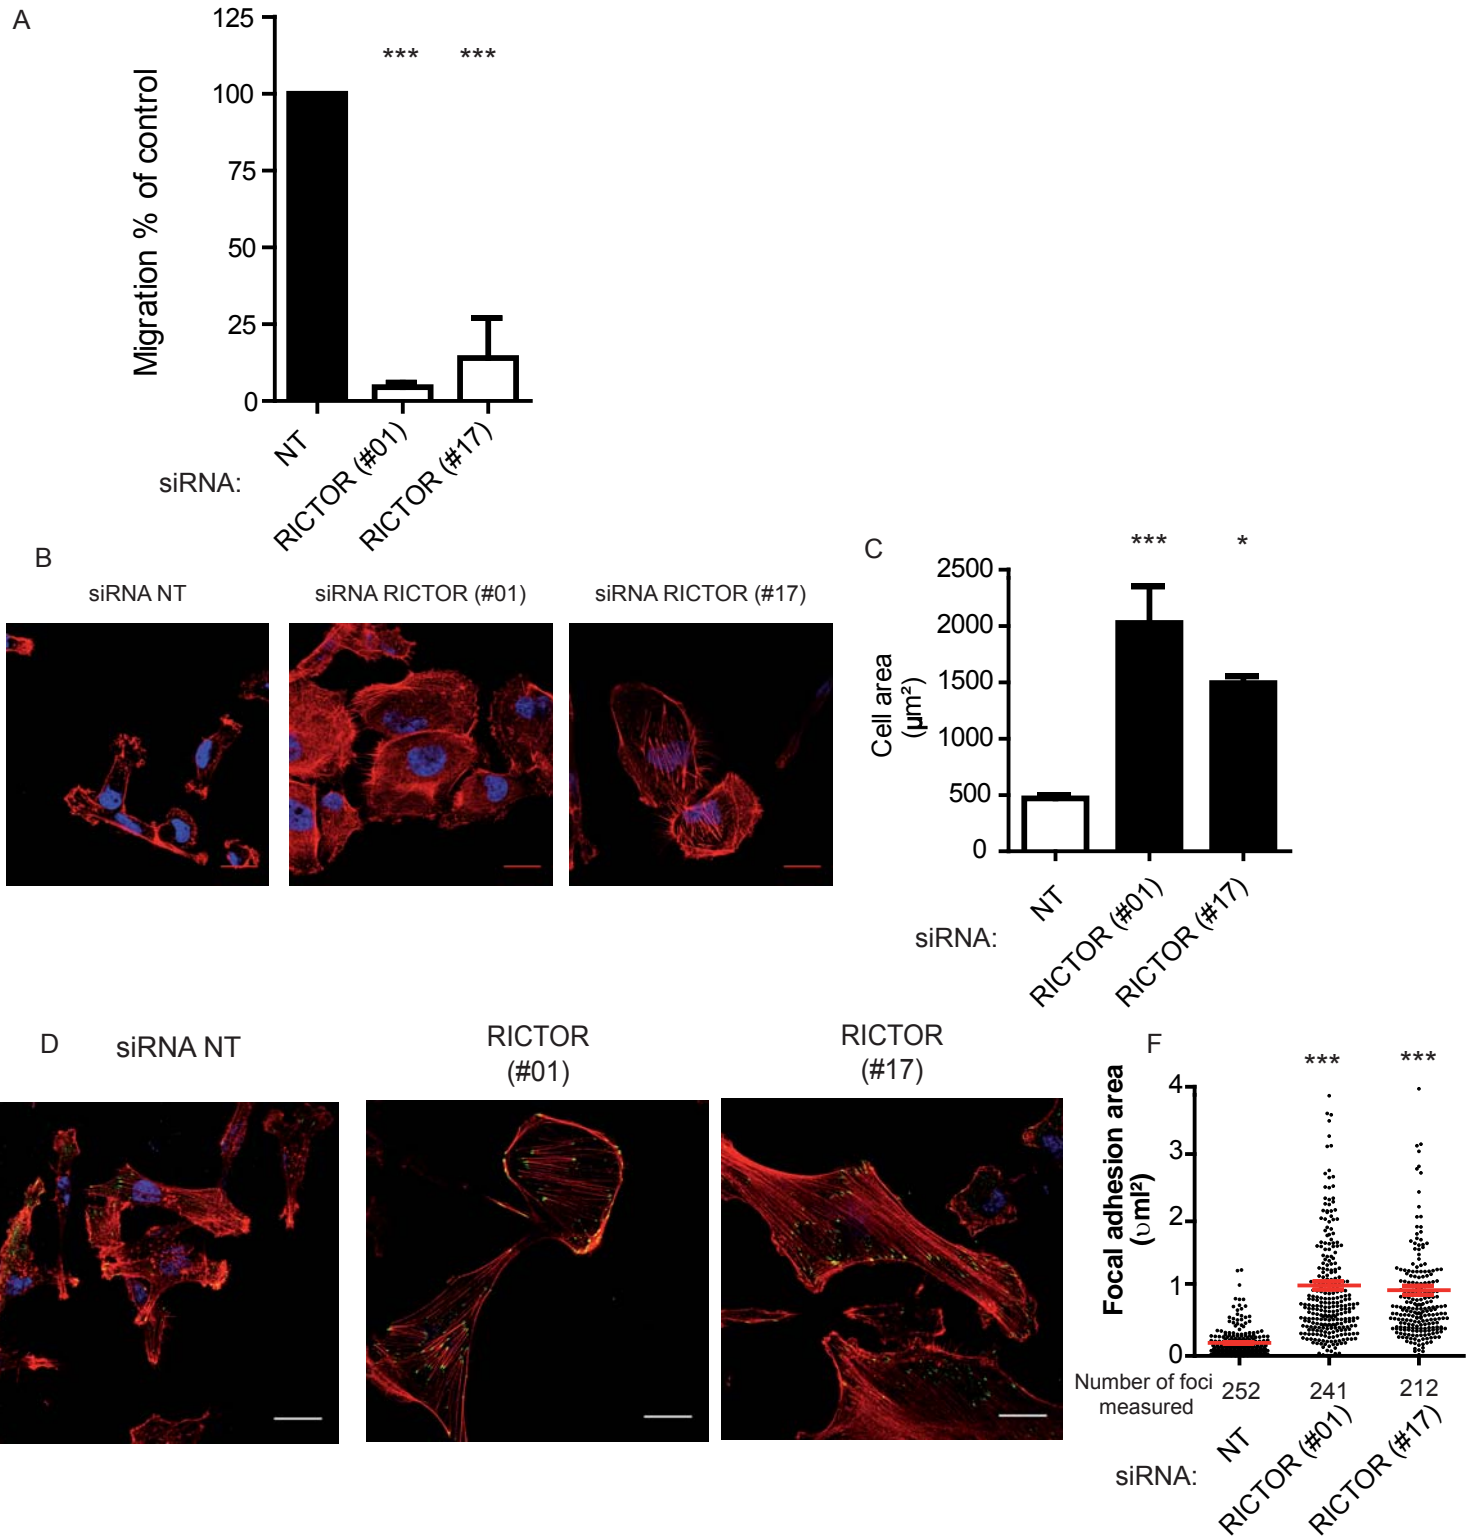 A
125
100
75
50
25
0
Migration % of control
*** ***
NT
RICTOR (#01)
RICTOR (#17)
siRNA:
B
siRNA NT
siRNA RICTOR (#01)
siRNA RICTOR (#17)
C
2500
2000
1500
1000
500
0
Cell area
(µm²)
*** *
NT
RICTOR (#01)
RICTOR (#17)
siRNA:
D
siRNA NT
RICTOR
(#01)
RICTOR
(#17)
F
*** ***
4
3
2
1
0
Focal adhesion area
(υml²)
Number of foci
measured
252 241 212
NT
RICTOR (#01)
RICTOR (#17)
siRNA: